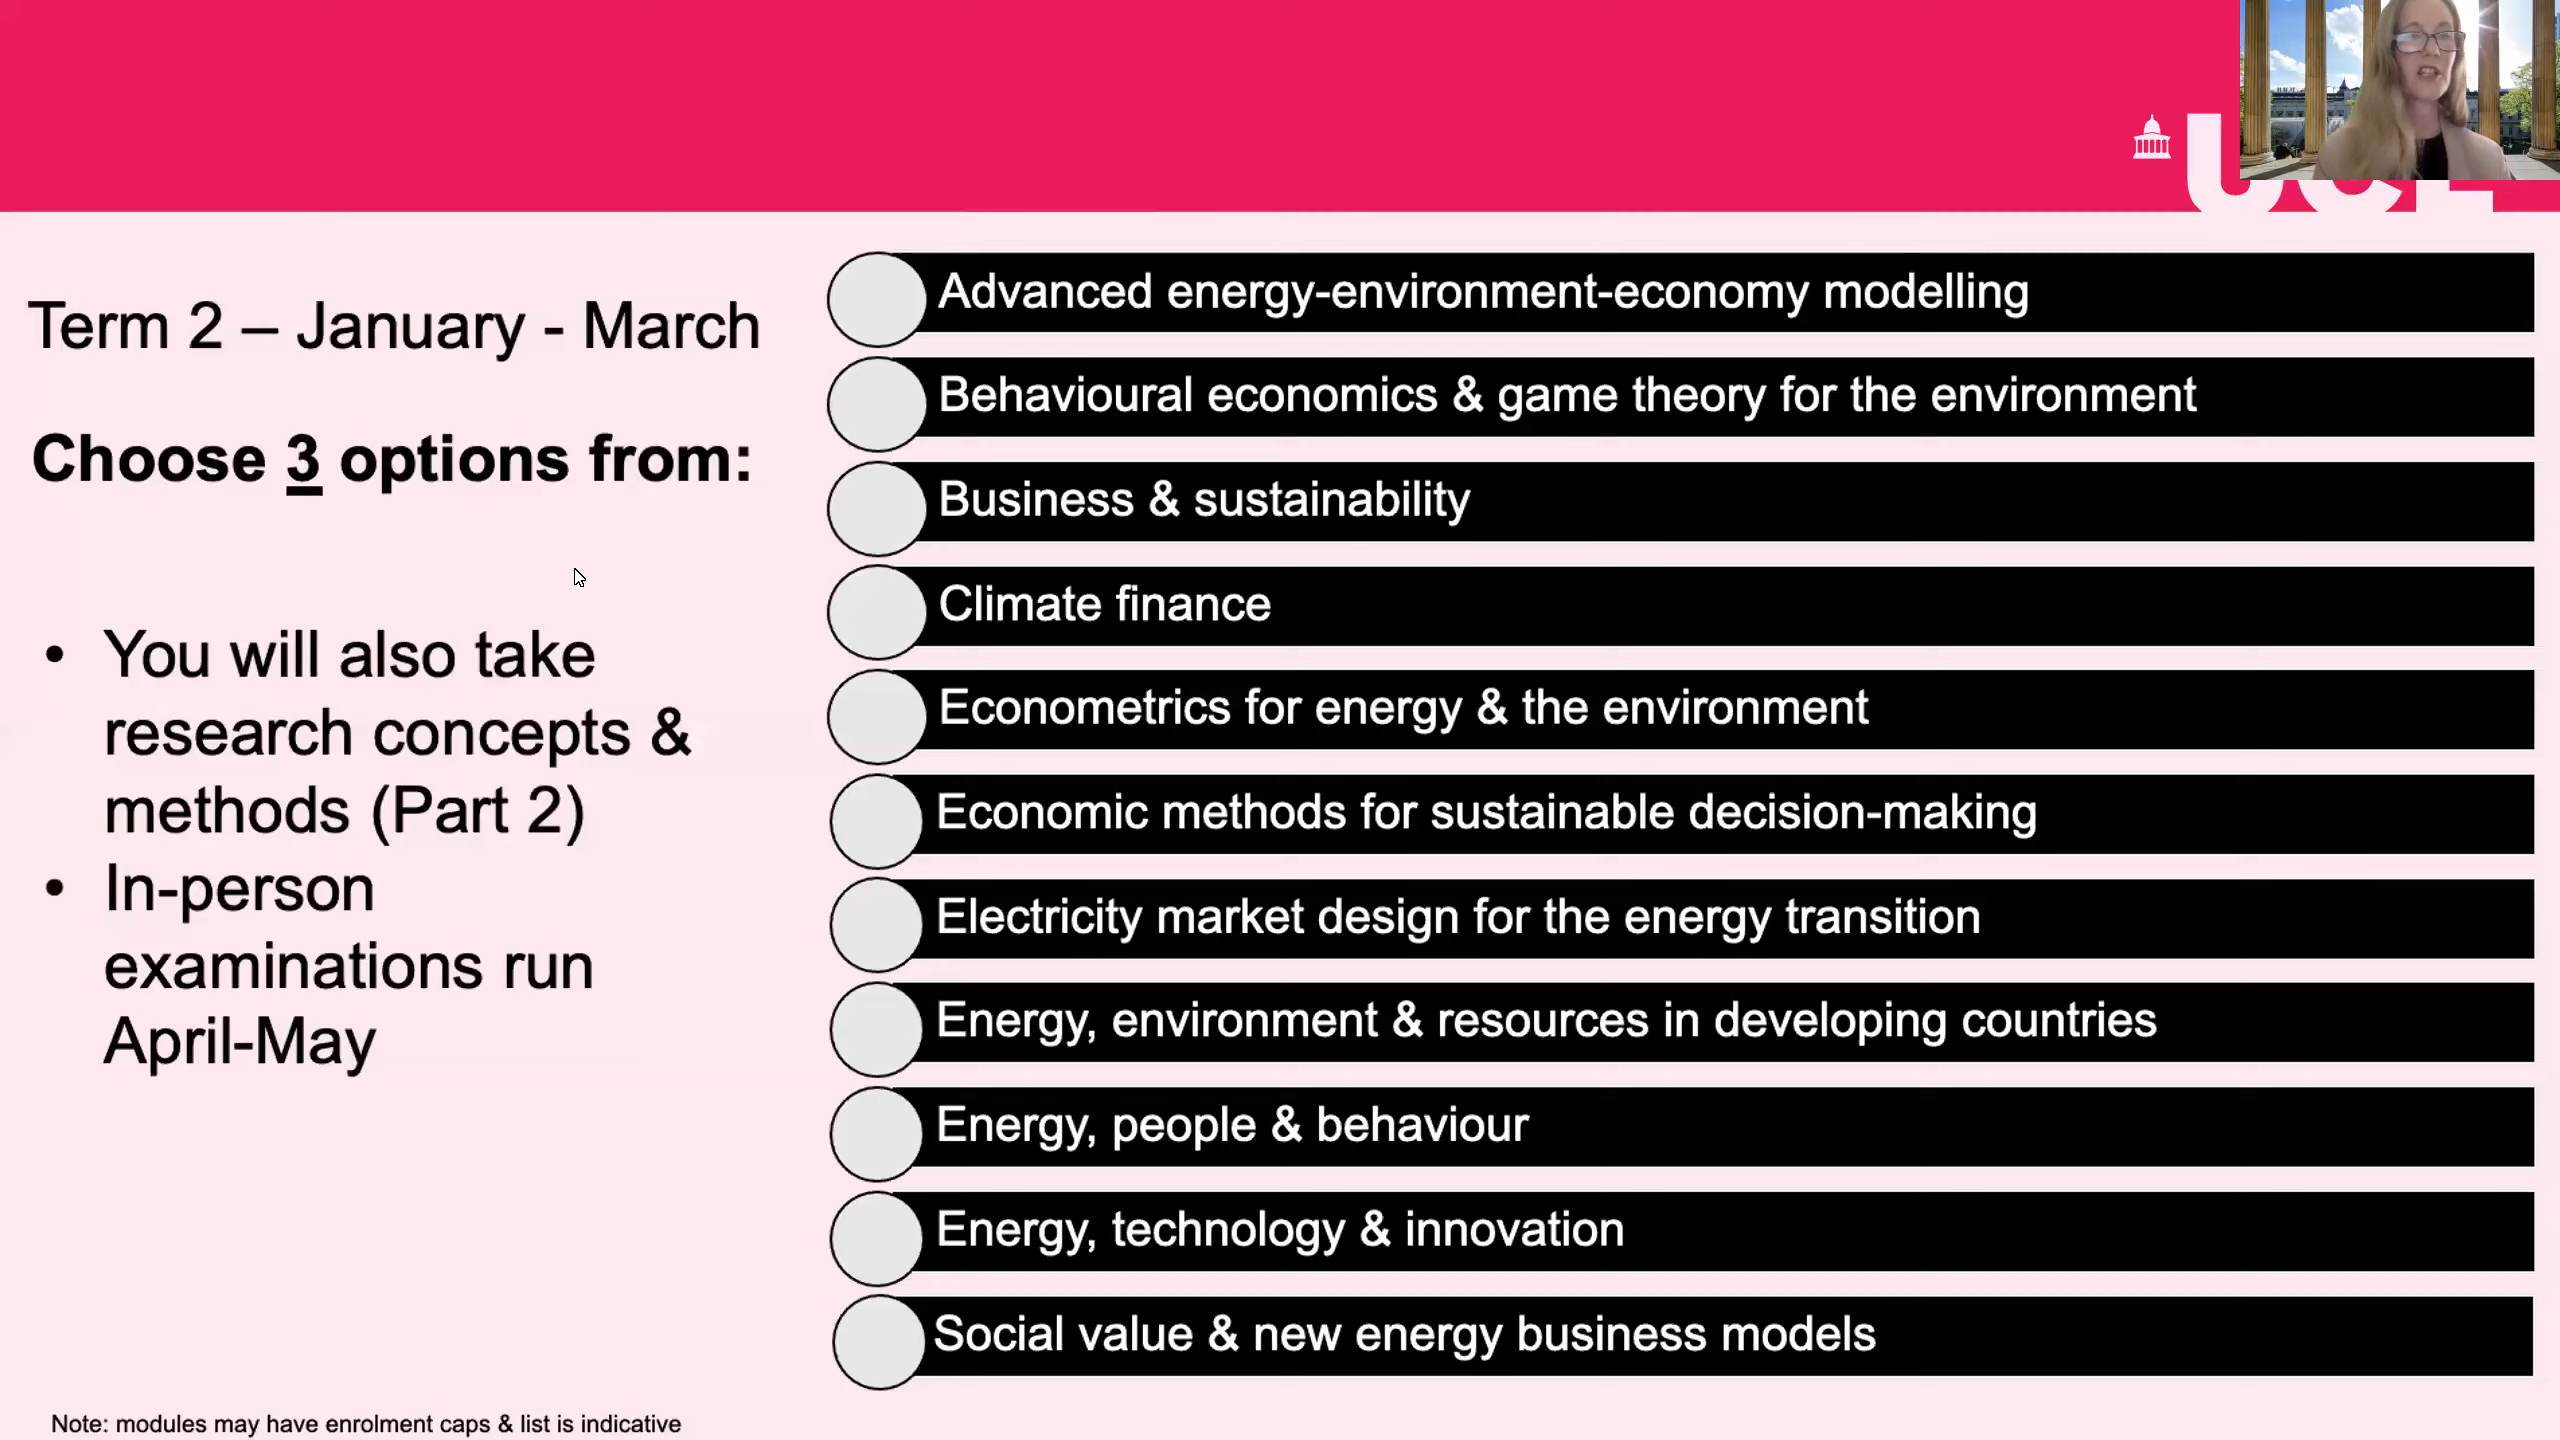 UCL
Term 2 – January - March
Choose 3 options from:
• You will also take
research concepts &
methods (Part 2)
• In-person
examinations run
April-May
Advanced energy-environment-economy modelling
Behavioural economics & game theory for the environment
Business & sustainability
Climate finance
Econometrics for energy & the environment
Economic methods for sustainable decision-making
Electricity market design for the energy transition
Energy, environment & resources in developing countries
Energy, people & behaviour
Energy, technology & innovation
Social value & new energy business models
Note: modules may have enrolment caps & list is indicative